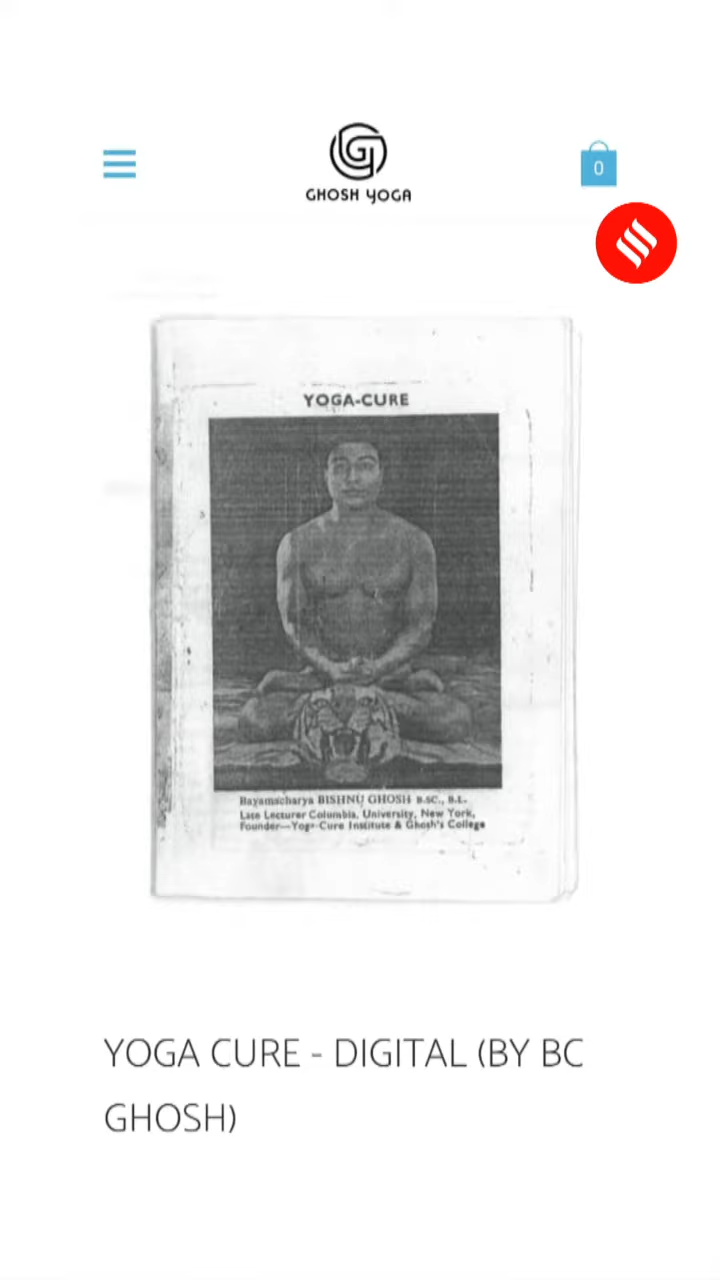 GHOSH YOGA
0
YOGA-CURE
Bayamacharya BISHNU GHOSH B.SC., B.L.
Late Lecturer Columbia, University, New York,
Founder—Yoga-Cure Institute & Ghosh's College
YOGA CURE - DIGITAL (BY BC
GHOSH)